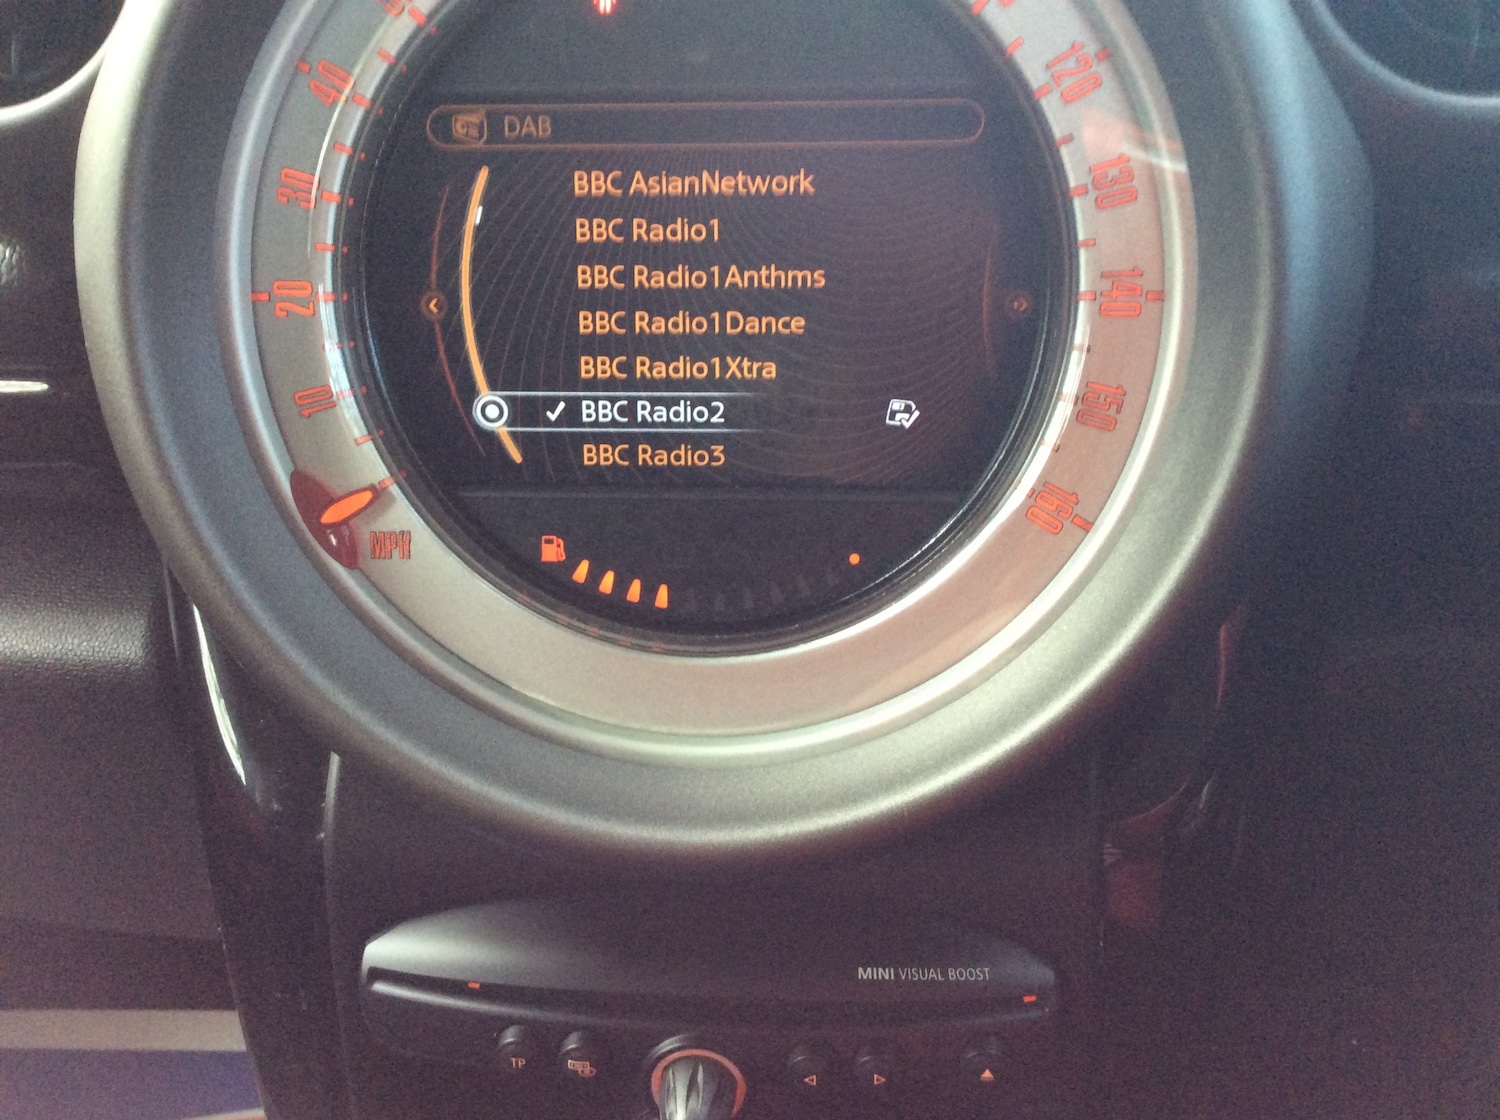 DAB
BBC AsianNetwork
BBC Radio1
BBC Radio1Anthms
BBC Radio1Dance
BBC Radio1Xtra
BBC Radio2
BBC Radio3
40
30
20
10
MPH
120
130
140
150
160
MINI VISUAL BOOST
TP